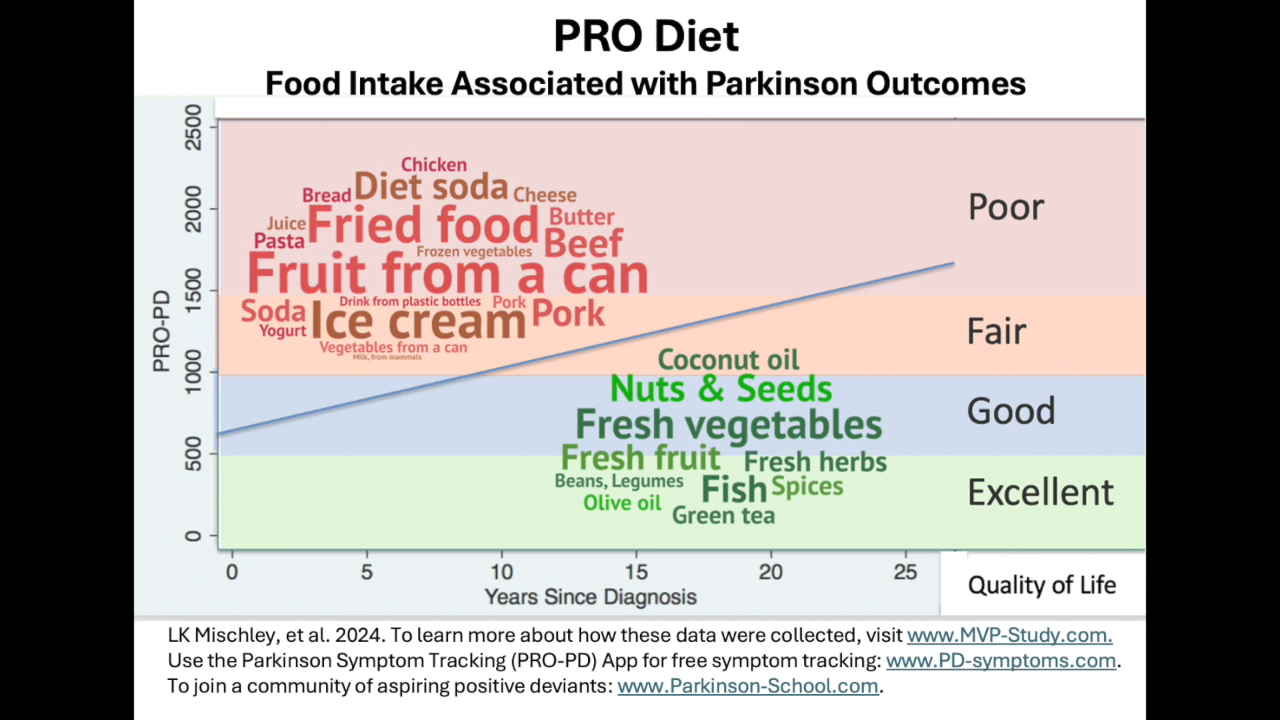 PRO Diet
Food Intake Associated with Parkinson Outcomes
2500
2000
1500
1000
500
0
PRO-PD
Chicken
Bread Diet soda Cheese
Juice Fried food Butter
Pasta Frozen vegetables Beef
Fruit from a can
Soda Drink from plastic bottles Pork
Yogurt Ice cream Pork
Vegetables from a can
Milk, from mammals
Coconut oil
Nuts & Seeds
Fresh vegetables
Fresh fruit Fresh herbs
Beans, Legumes Fish Spices
Olive oil
Green tea
Poor
Fair
Good
Excellent
0 5 10 15 20 25
Years Since Diagnosis
Quality of Life
LK Mischley, et al. 2024. To learn more about how these data were collected, visit www.MVP-Study.com.
Use the Parkinson Symptom Tracking (PRO-PD) App for free symptom tracking: www.PD-symptoms.com.
To join a community of aspiring positive deviants: www.Parkinson-School.com.